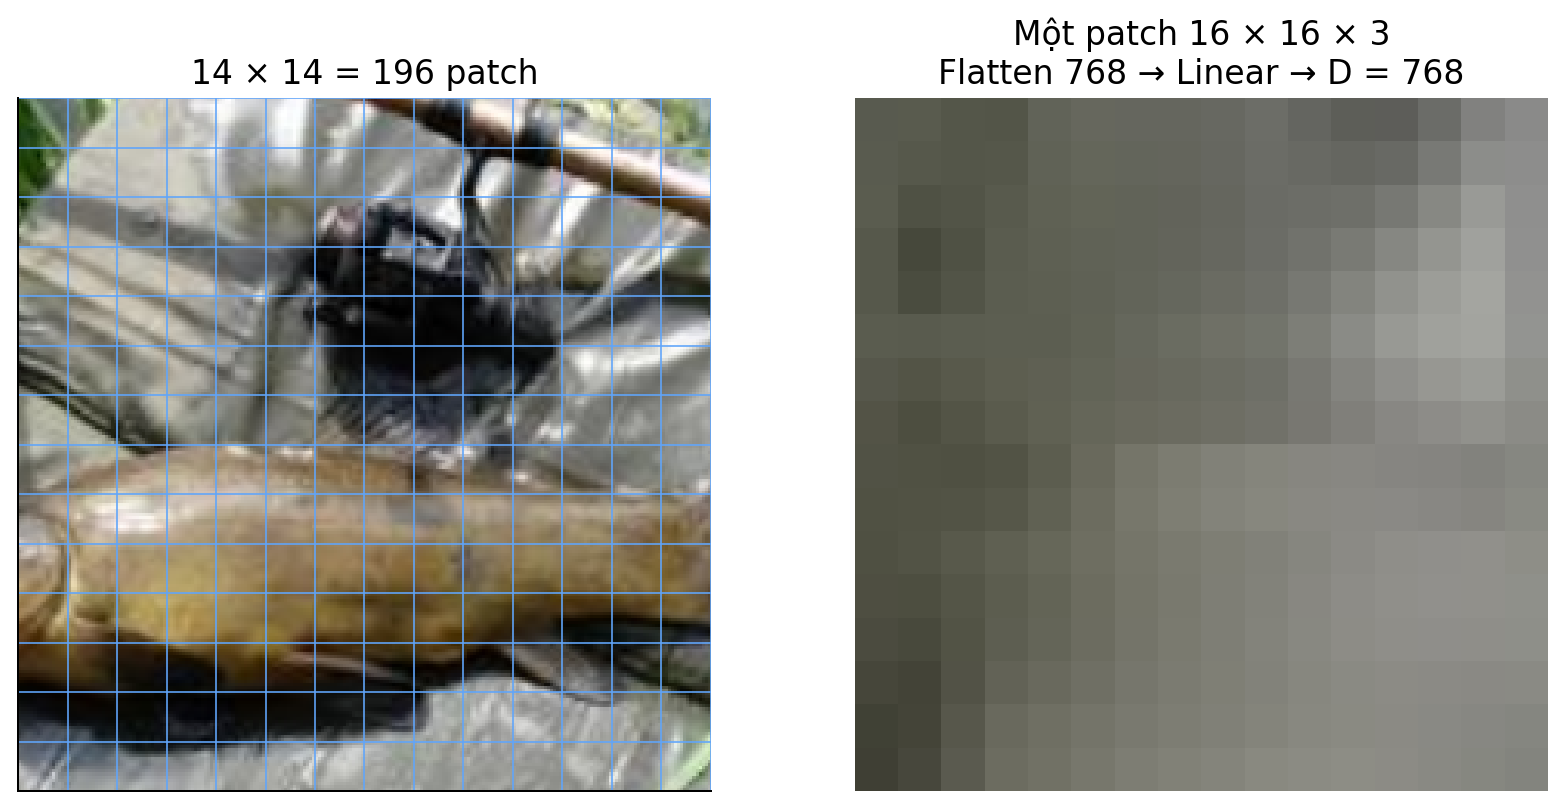 14 × 14 = 196 patch
Một patch 16 × 16 × 3
Flatten 768 → Linear → D = 768